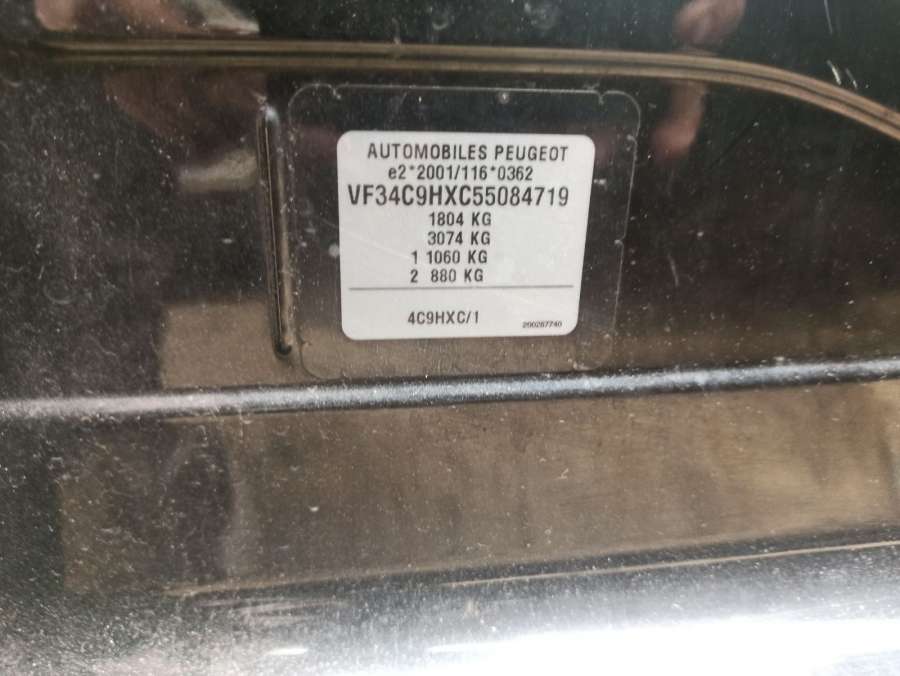 AUTOMOBILES PEUGEOT
e2*2001/116*0362
VF34C9HXC55084719
1804 KG
3074 KG
1 1060 KG
2 880 KG
4C9HXC/1
200287740